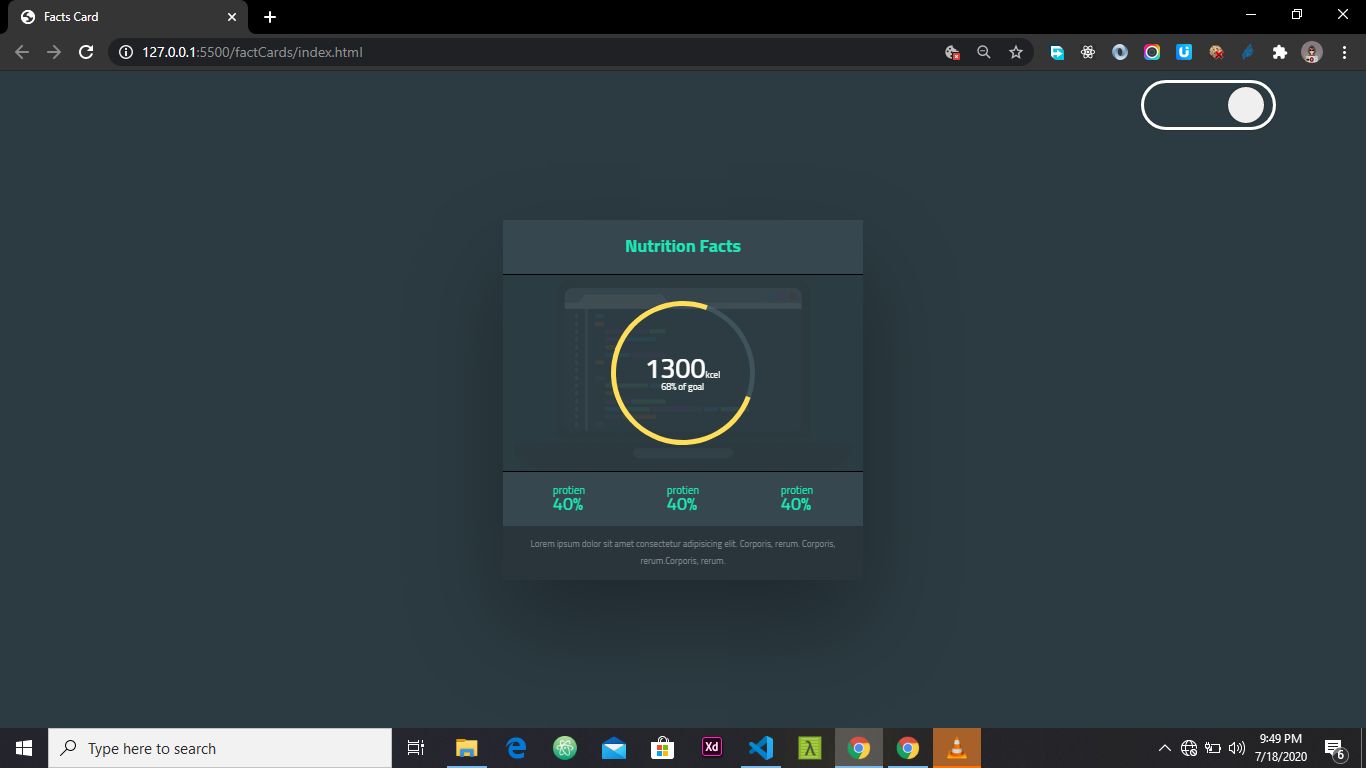 Facts Card
127.0.0.1:5500/factCards/index.html
Nutrition Facts
1300kcel
68% of goal
protien protien protien
40% 40% 40%
Lorem ipsum dolor sit amet consectetur adipisicing elit. Corporis, rerum. Corporis,
rerum.Corporis, rerum.
Type here to search
Xd
9:49 PM
7/18/2020
6